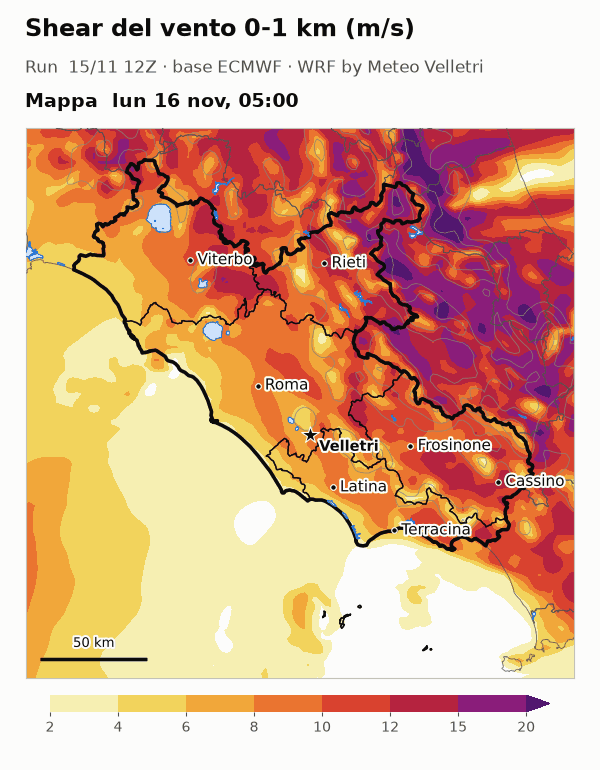 Shear del vento 0-1 km (m/s)
Run  15/11 12Z · base ECMWF · WRF by Meteo Velletri
Mappa  lun 16 nov, 05:00
Viterbo
Rieti
Roma
Velletri
Frosinone
Latina
Cassino
Terracina
50 km
2 4 6 8 10 12 15 20